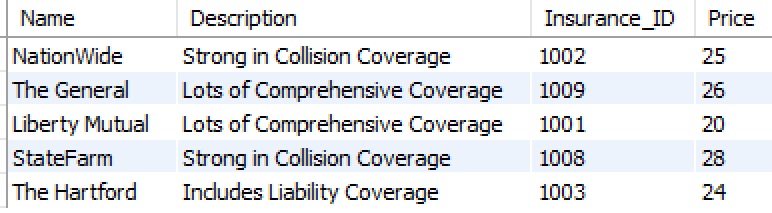 Name Description Insurance_ID Price
NationWide Strong in Collision Coverage 1002 25
The General Lots of Comprehensive Coverage 1009 26
Liberty Mutual Lots of Comprehensive Coverage 1001 20
StateFarm Strong in Collision Coverage 1008 28
The Hartford Includes Liability Coverage 1003 24